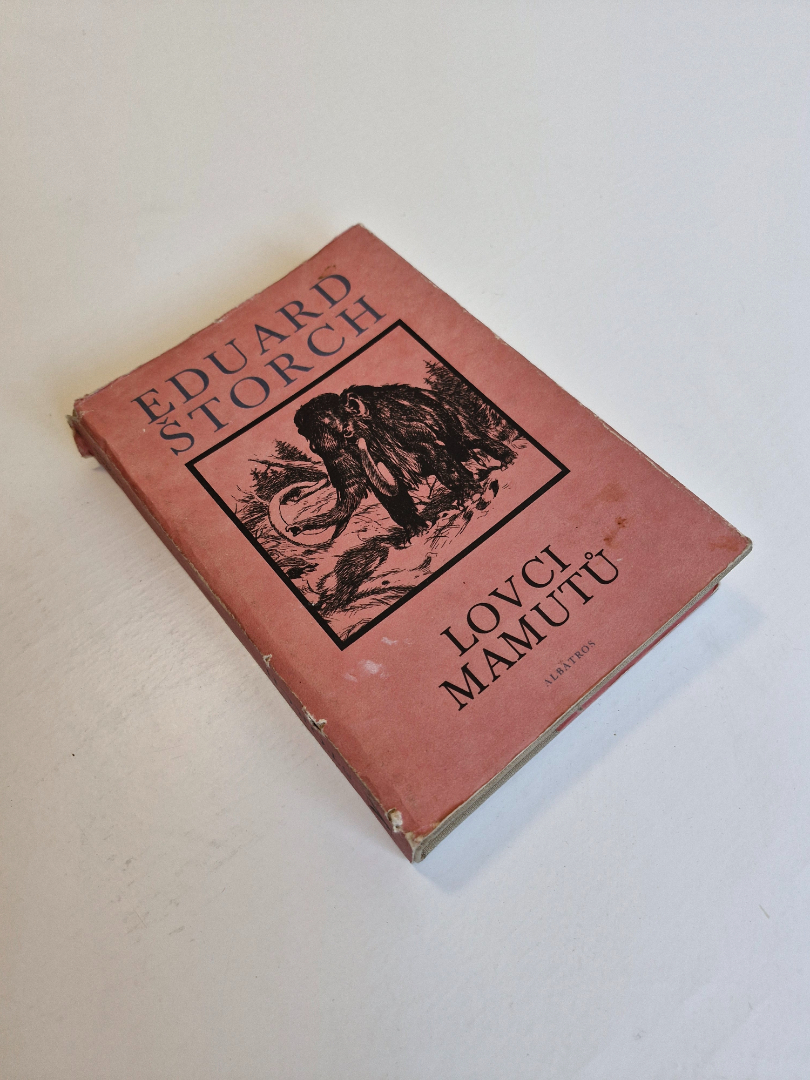 EDUARD
ŠTORCH
LOVCI
MAMUTŮ
ALBATROS